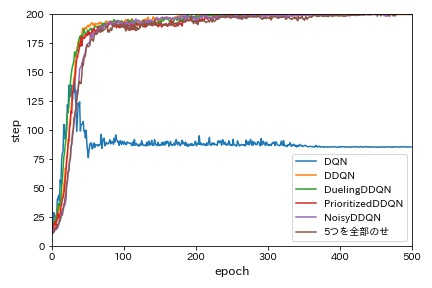 200
175
150
125
100
75
50
25
0
step
0 100 200 300 400 500
epoch
DQN
DDQN
DuelingDDQN
PrioritizedDDQN
NoisyDDQN
5つを全部のせ